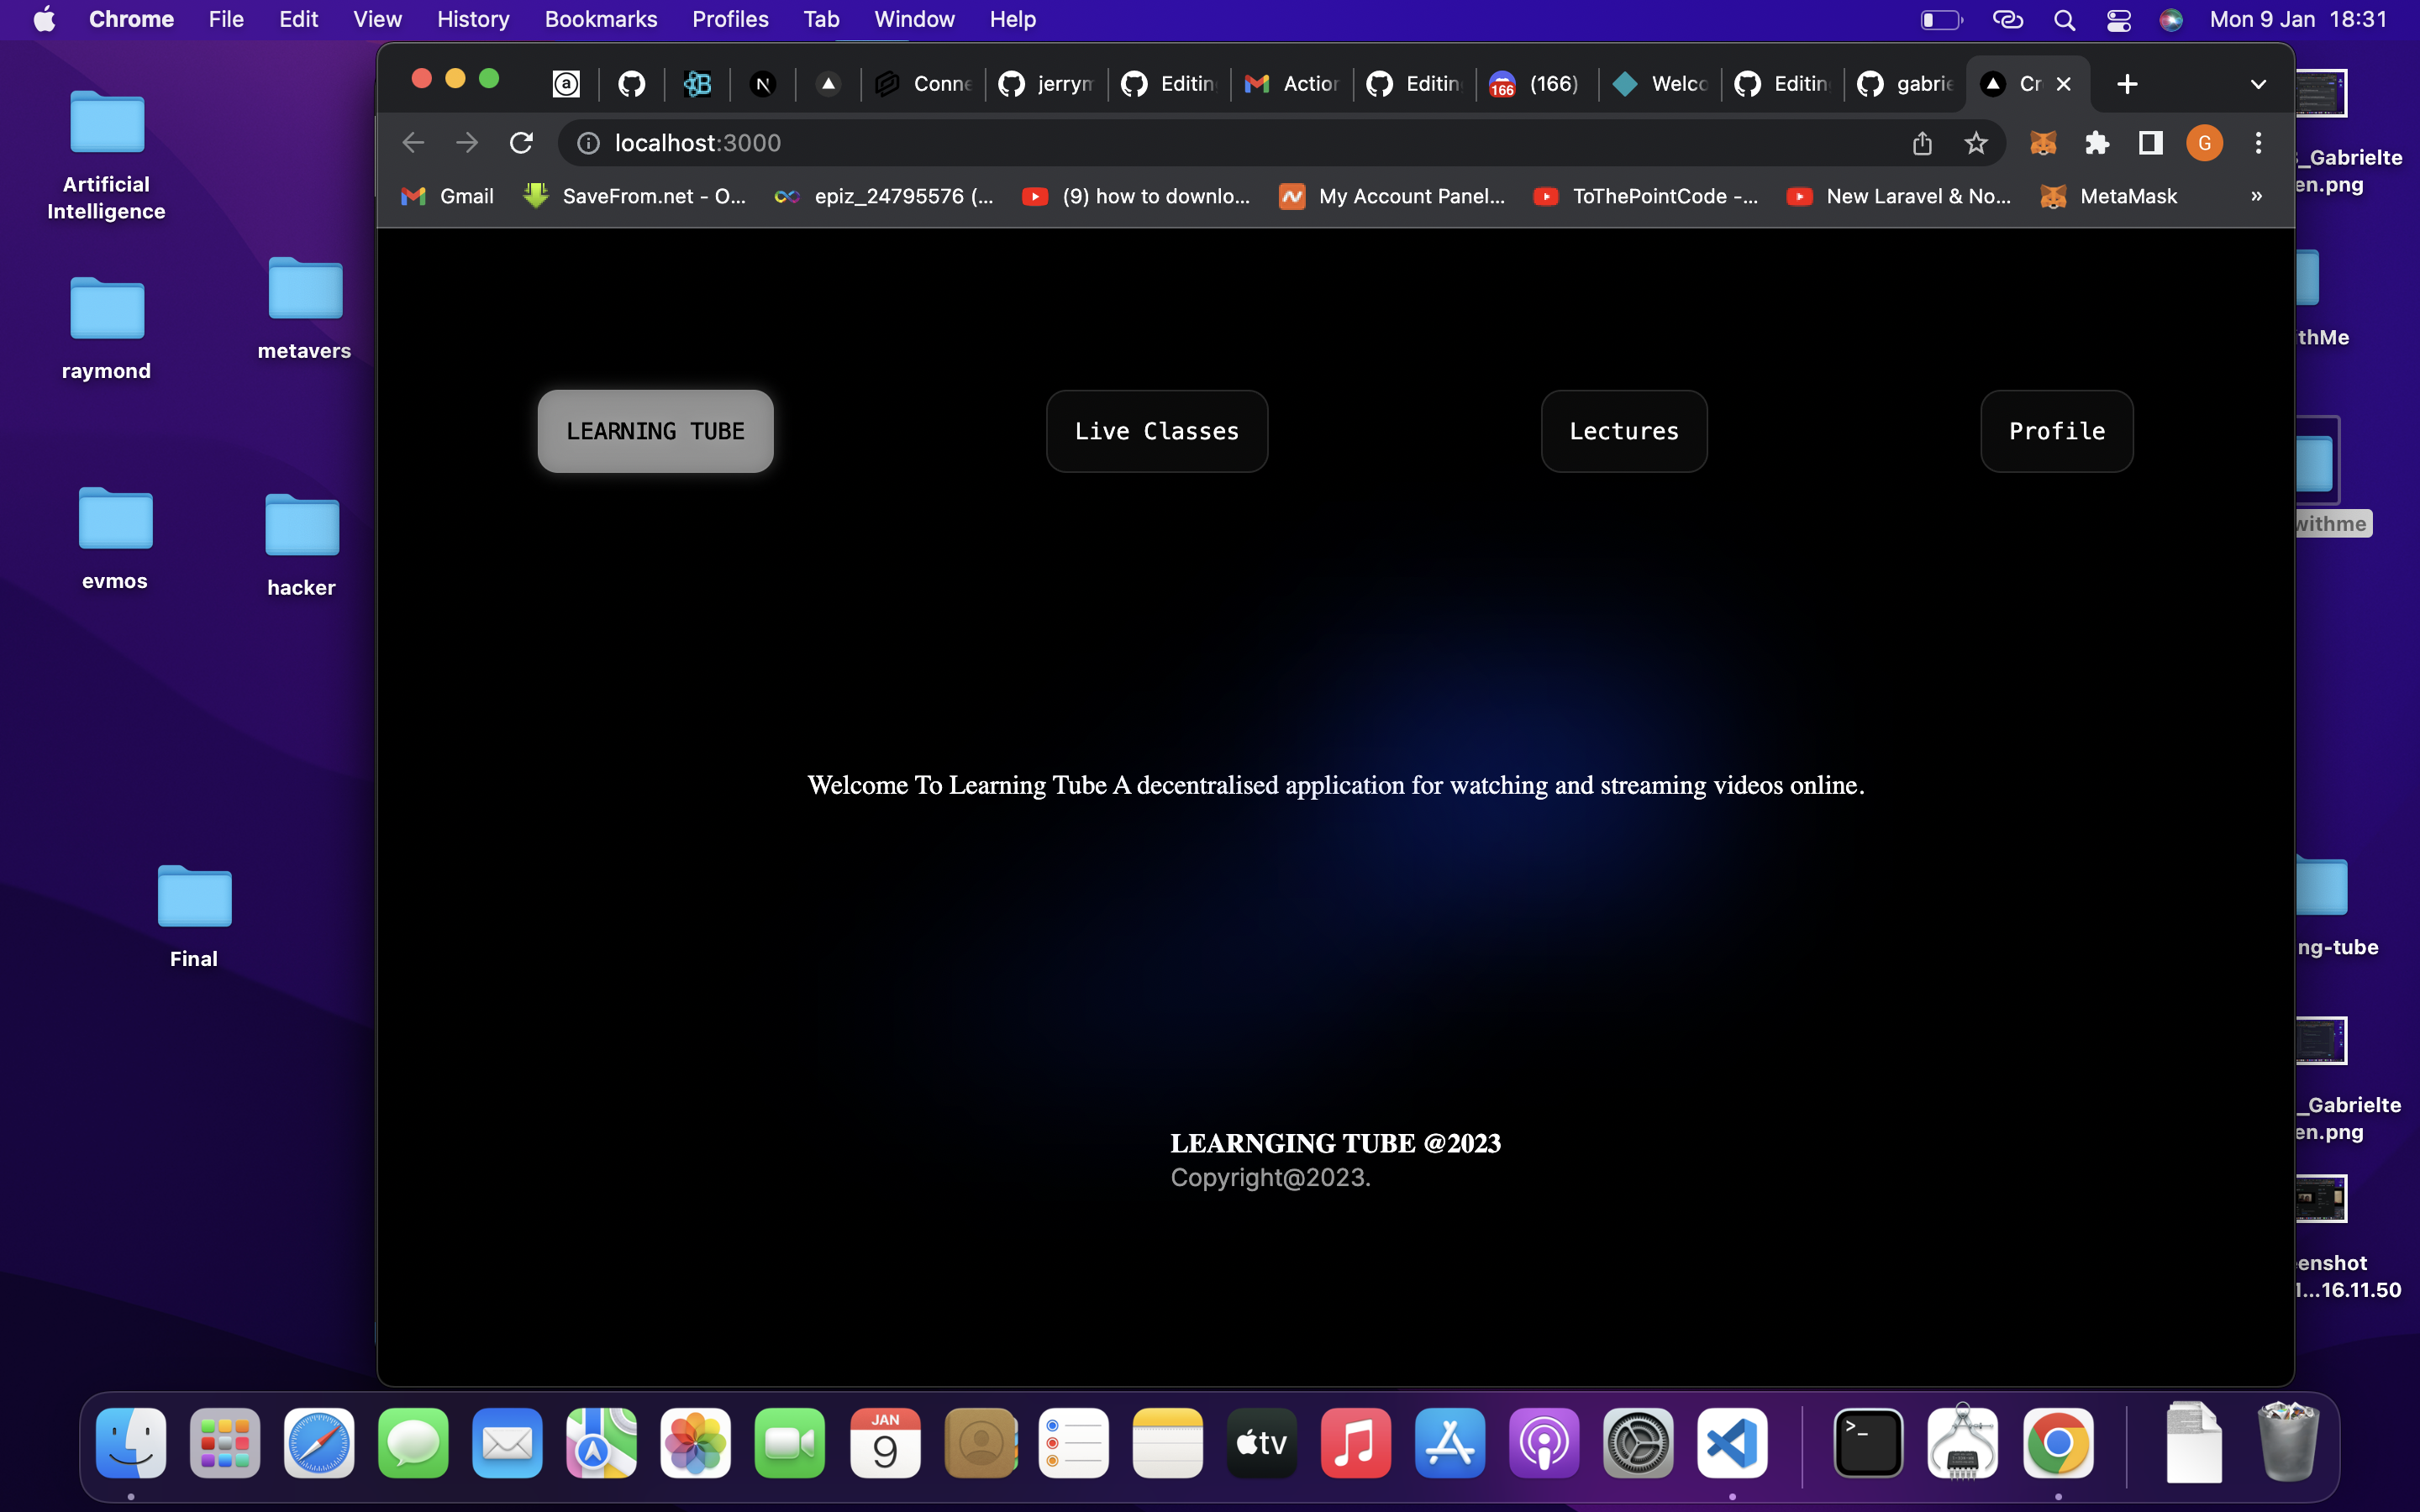 Chrome File Edit View History Bookmarks Profiles Tab Window Help Mon 9 Jan 18:31
Conne jerrym Editin Action Editin (166) Welco Editin gabrie Cr
166
localhost:3000 G
Gmail SaveFrom.net - O... epiz_24795576 (... (9) how to downlo... My Account Panel... ToThePointCode -... New Laravel & No... MetaMask »
Artificial
Intelligence
raymond
metavers
evmos
hacker
Final
LEARNING TUBE Live Classes Lectures Profile
Welcome To Learning Tube A decentralised application for watching and streaming videos online.
LEARNGING TUBE @2023
Copyright@2023.
_Gabrielte
en.png
thMe
withme
ng-tube
_Gabrielte
en.png
enshot
...16.11.50
JAN
9
tv